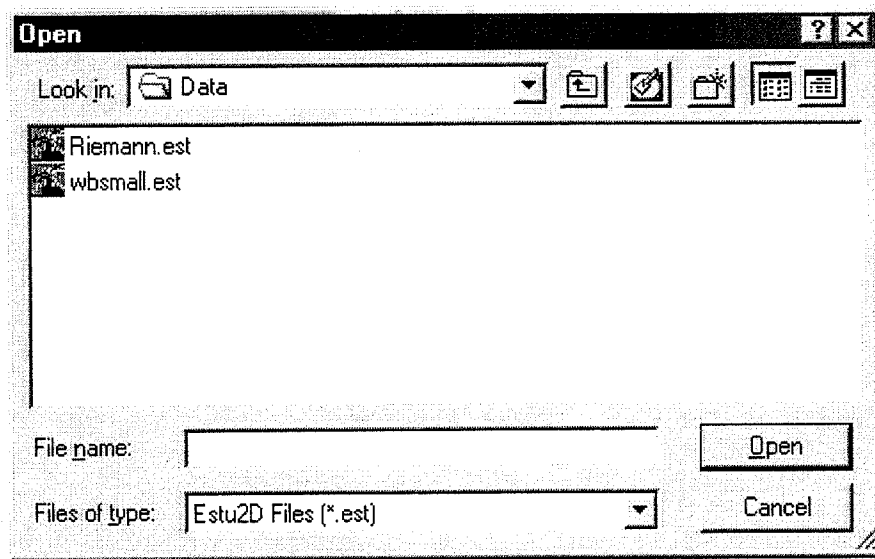 Open
Look in: Data
Riemann.est
wbsmall.est
File name: Open
Files of type: Estu2D Files (*.est) Cancel